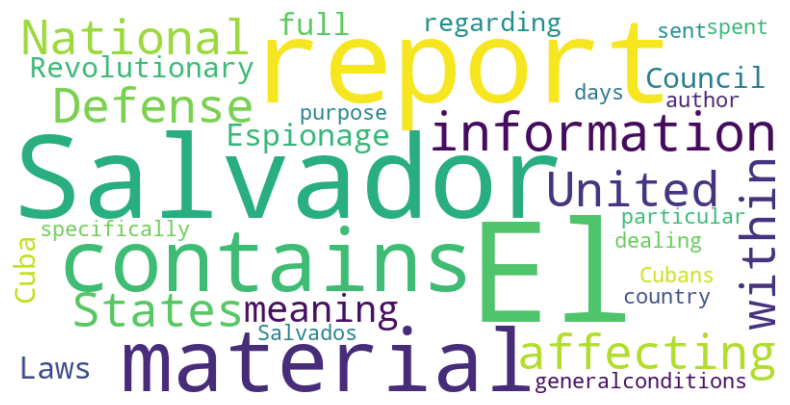 National
full
report
regarding
sent
spent
Revolutionary
Council
Defense
days
author
purpose
Espionage
information
Salvador
United
within
Cuba
specifically
contains
El
particular
dealing
Cubans
country
States
meaning
Salvados
material
affecting
Laws
generalconditions